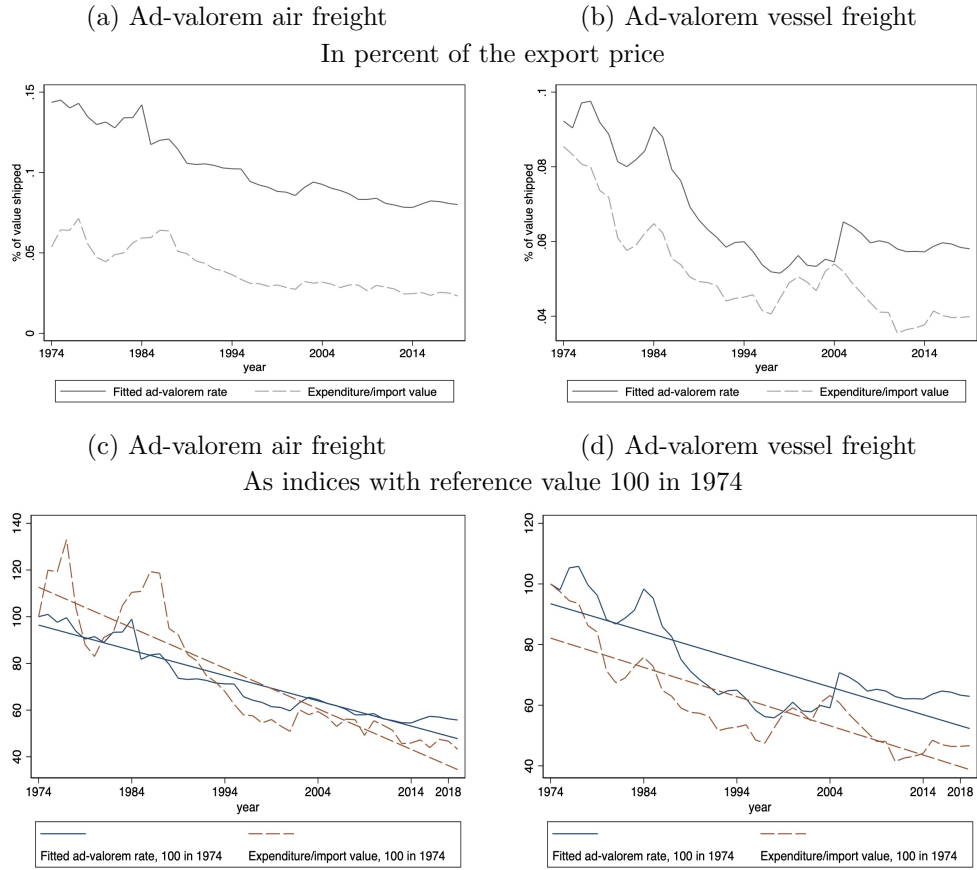 (a) Ad-valorem air freight
(b) Ad-valorem vessel freight
In percent of the export price
% of value shipped
.15
.1
.05
0
1974 1984 1994 2004 2014
year
Fitted ad-valorem rate Expenditure/import value
% of value shipped
.1
.08
.06
.04
1974 1984 1994 2004 2014
year
Fitted ad-valorem rate Expenditure/import value
(c) Ad-valorem air freight
(d) Ad-valorem vessel freight
As indices with reference value 100 in 1974
140
120
100
80
60
40
1974 1984 1994 2004 2014 2018
year
Fitted ad-valorem rate, 100 in 1974 Expenditure/import value, 100 in 1974
120
100
80
60
40
1974 1984 1994 2004 2014 2018
year
Fitted ad-valorem rate, 100 in 1974 Expenditure/import value, 100 in 1974